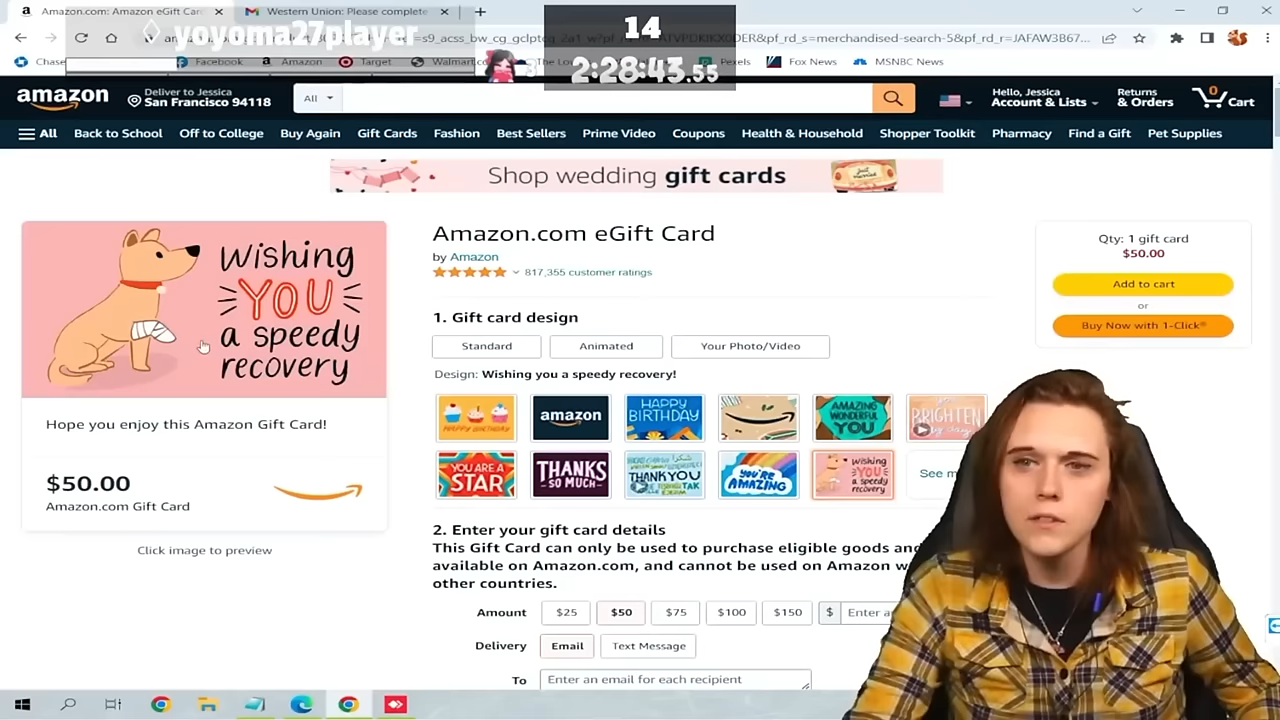 Amazon.com: Amazon eGift Car
Western Union: Please complete
yoyoma27player
14
2:28:43.55
Chase
Facebook
Amazon
Target
Walmart
Pexels
Fox News
MSNBC News
amazon
Deliver to Jessica
San Francisco 94118
All
Hello, Jessica
Account & Lists
Returns
& Orders
0
Cart
All
Back to School
Off to College
Buy Again
Gift Cards
Fashion
Best Sellers
Prime Video
Coupons
Health & Household
Shopper Toolkit
Pharmacy
Find a Gift
Pet Supplies
Shop wedding gift cards
Wishing
YOU
a speedy
recovery
Hope you enjoy this Amazon Gift Card!
$50.00
Amazon.com Gift Card
Click image to preview
Amazon.com eGift Card
by Amazon
817,355 customer ratings
1. Gift card design
Standard
Animated
Your Photo/Video
Design: Wishing you a speedy recovery!
HAPPY BIRTHDAY
amazon
HAPPY
BIRTHDAY
AMAZING
WONDERFUL
YOU
BRIGHTEN
YOU ARE A
STAR
THANKS
SO MUCH
THANKYOU
YOU'RE
AMAZING
Wishing
YOU
a speedy
recovery
See m
2. Enter your gift card details
This Gift Card can only be used to purchase eligible goods and
available on Amazon.com, and cannot be used on Amazon w
other countries.
Amount
$25
$50
$75
$100
$150
$
Enter a
Delivery
Email
Text Message
To
Enter an email for each recipient
Qty: 1 gift card
$50.00
Add to cart
or
Buy Now with 1-Click®